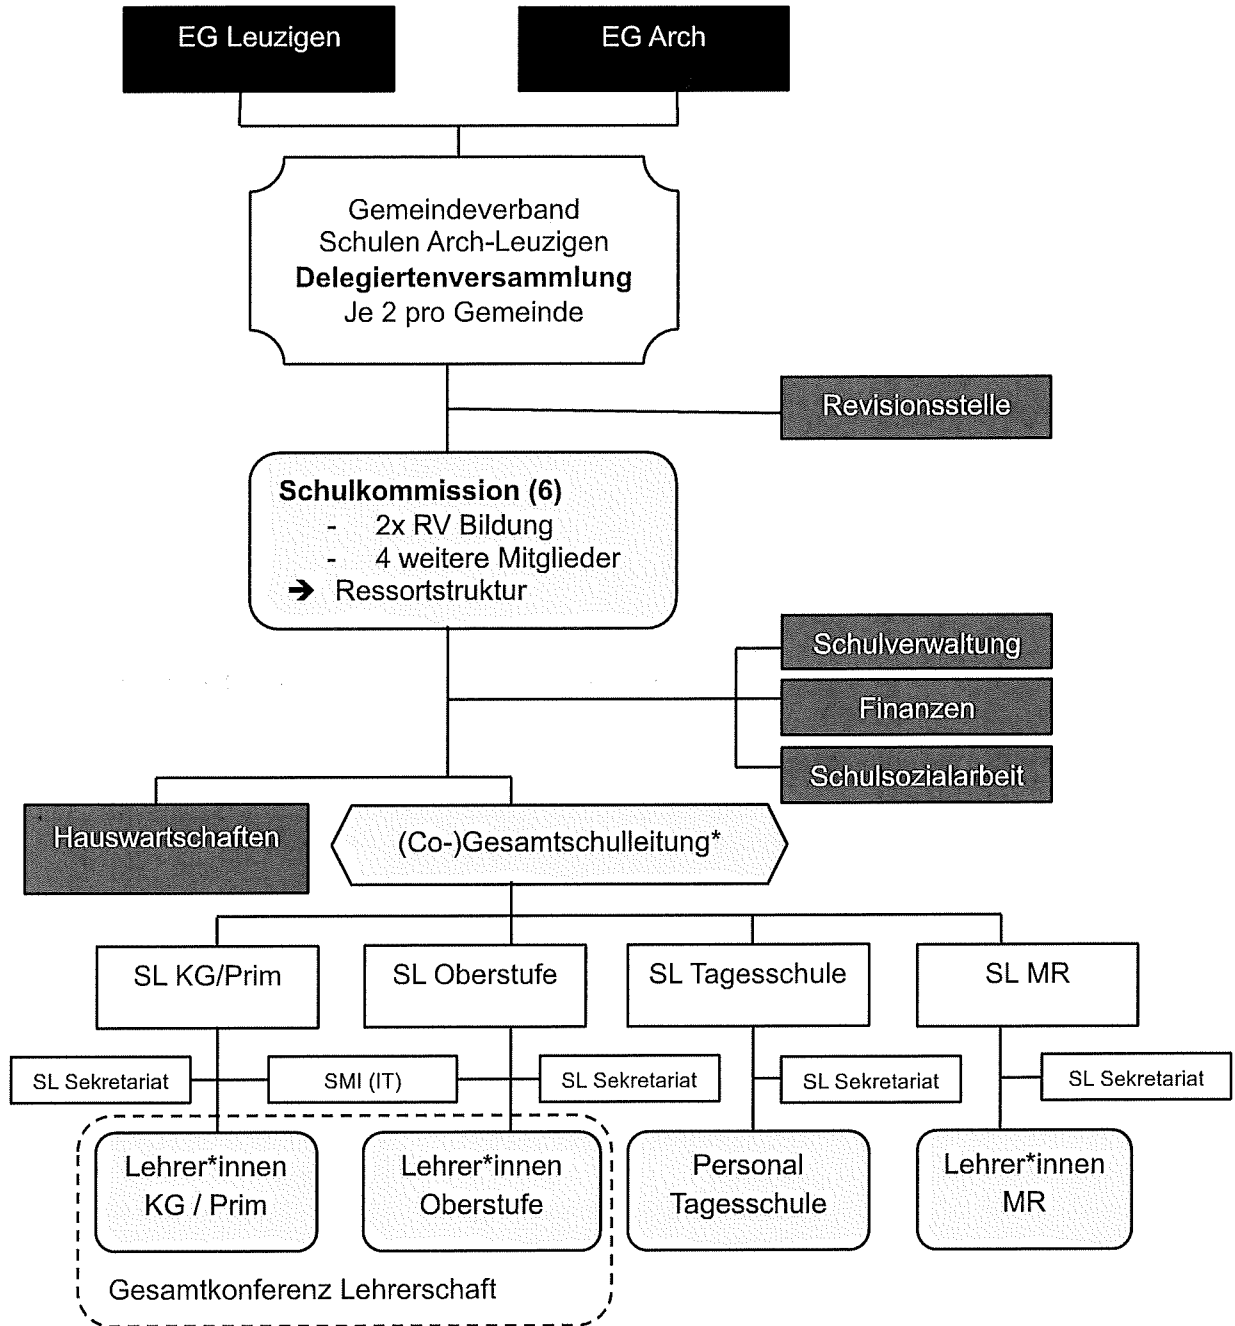 EG Leuzigen
EG Arch
Gemeindeverband
Schulen Arch-Leuzigen
Delegiertenversammlung
Je 2 pro Gemeinde
Revisionsstelle
Schulkommission (6)
- 2x RV Bildung
- 4 weitere Mitglieder
➔ Ressortstruktur
Schulverwaltung
Finanzen
Schulsozialarbeit
Hauswartschaften
(Co-)Gesamtschulleitung*
SL KG/Prim
SL Oberstufe
SL Tagesschule
SL MR
SL Sekretariat
SMI (IT)
SL Sekretariat
SL Sekretariat
SL Sekretariat
Lehrer*innen
KG / Prim
Lehrer*innen
Oberstufe
Personal
Tagesschule
Lehrer*innen
MR
Gesamtkonferenz Lehrerschaft